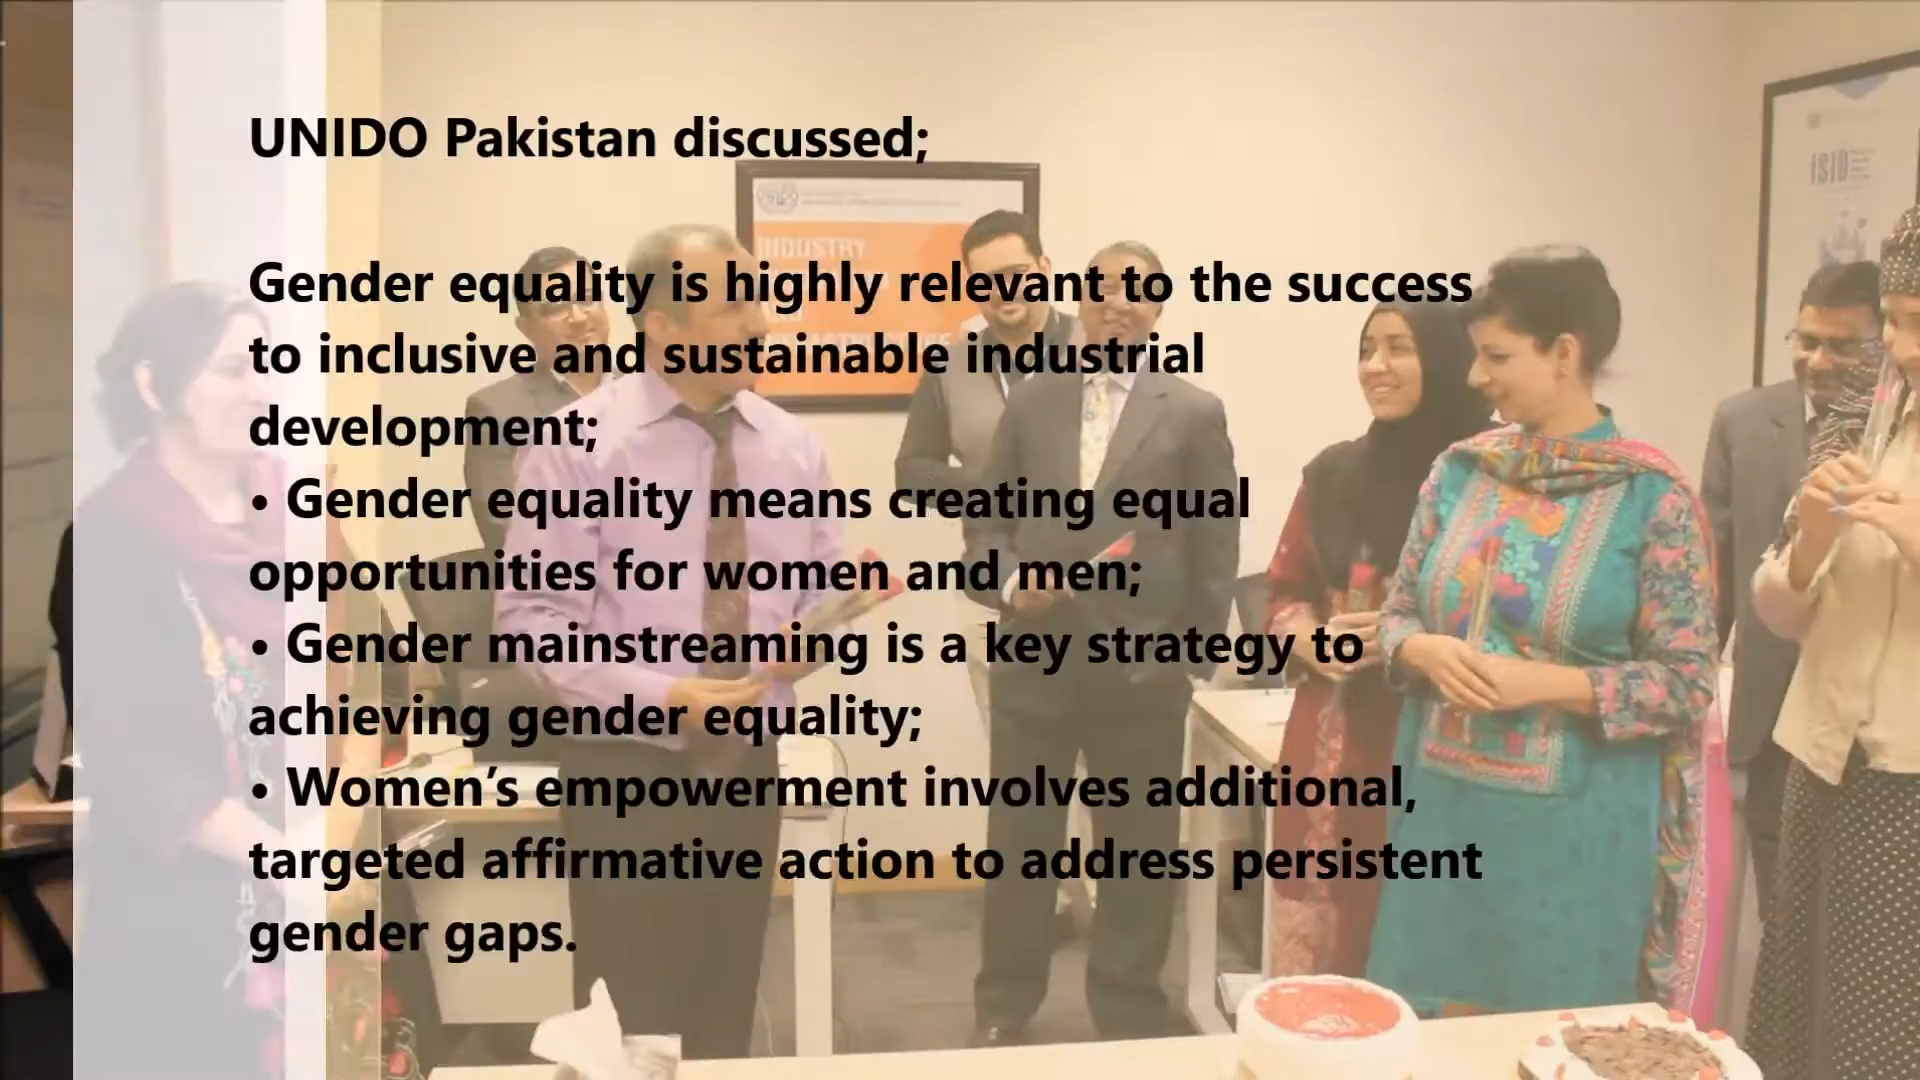 UNIDO Pakistan discussed;
Gender equality is highly relevant to the success
to inclusive and sustainable industrial
development;
• Gender equality means creating equal
opportunities for women and men;
• Gender mainstreaming is a key strategy to
achieving gender equality;
• Women’s empowerment involves additional,
targeted affirmative action to address persistent
gender gaps.
INDUSTRY
ISID